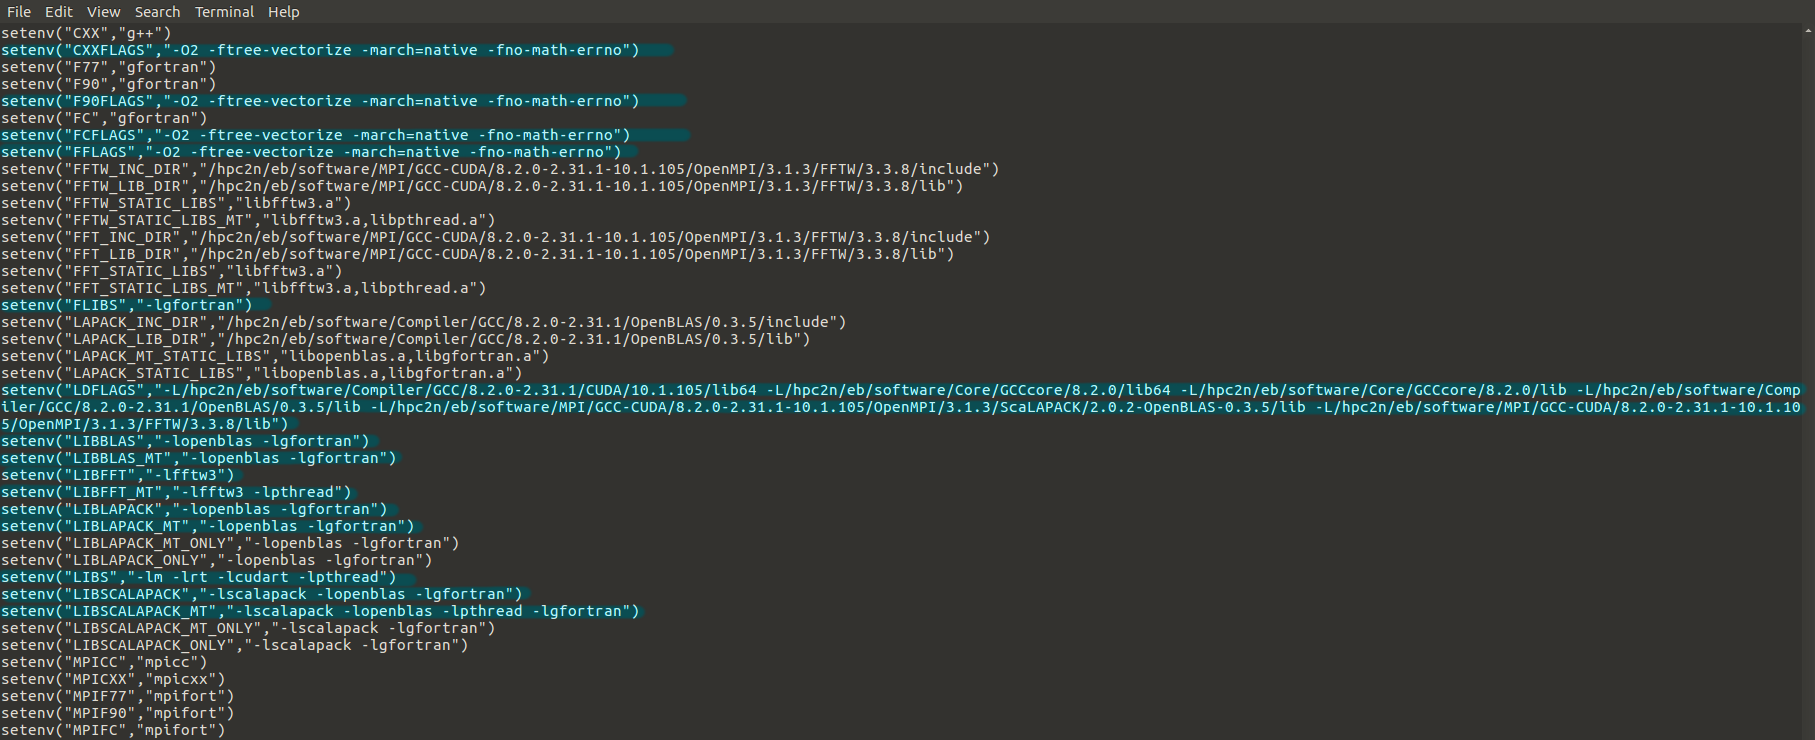 File Edit View Search Terminal Help
setenv("CXX","g++")
setenv("CXXFLAGS","-O2 -ftree-vectorize -march=native -fno-math-errno")
setenv("F77","gfortran")
setenv("F90","gfortran")
setenv("F90FLAGS","-O2 -ftree-vectorize -march=native -fno-math-errno")
setenv("FC","gfortran")
setenv("FCFLAGS","-O2 -ftree-vectorize -march=native -fno-math-errno")
setenv("FFLAGS","-O2 -ftree-vectorize -march=native -fno-math-errno")
setenv("FFTW_INC_DIR","/hpc2n/eb/software/MPI/GCC-CUDA/8.2.0-2.31.1-10.1.105/OpenMPI/3.1.3/FFTW/3.3.8/include")
setenv("FFTW_LIB_DIR","/hpc2n/eb/software/MPI/GCC-CUDA/8.2.0-2.31.1-10.1.105/OpenMPI/3.1.3/FFTW/3.3.8/lib")
setenv("FFTW_STATIC_LIBS","libfftw3.a")
setenv("FFTW_STATIC_LIBS_MT","libfftw3.a,libpthread.a")
setenv("FFT_INC_DIR","/hpc2n/eb/software/MPI/GCC-CUDA/8.2.0-2.31.1-10.1.105/OpenMPI/3.1.3/FFTW/3.3.8/include")
setenv("FFT_LIB_DIR","/hpc2n/eb/software/MPI/GCC-CUDA/8.2.0-2.31.1-10.1.105/OpenMPI/3.1.3/FFTW/3.3.8/lib")
setenv("FFT_STATIC_LIBS","libfftw3.a")
setenv("FFT_STATIC_LIBS_MT","libfftw3.a,libpthread.a")
setenv("FLIBS","-lgfortran")
setenv("LAPACK_INC_DIR","/hpc2n/eb/software/Compiler/GCC/8.2.0-2.31.1/OpenBLAS/0.3.5/include")
setenv("LAPACK_LIB_DIR","/hpc2n/eb/software/Compiler/GCC/8.2.0-2.31.1/OpenBLAS/0.3.5/lib")
setenv("LAPACK_MT_STATIC_LIBS","libopenblas.a,libgfortran.a")
setenv("LAPACK_STATIC_LIBS","libopenblas.a,libgfortran.a")
setenv("LDFLAGS","-L/hpc2n/eb/software/Compiler/GCC/8.2.0-2.31.1/CUDA/10.1.105/lib64 -L/hpc2n/eb/software/Core/GCCcore/8.2.0/lib64 -L/hpc2n/eb/software/Core/GCCcore/8.2.0/lib -L/hpc2n/eb/software/Comp
iler/GCC/8.2.0-2.31.1/OpenBLAS/0.3.5/lib -L/hpc2n/eb/software/MPI/GCC-CUDA/8.2.0-2.31.1-10.1.105/OpenMPI/3.1.3/ScaLAPACK/2.0.2-OpenBLAS-0.3.5/lib -L/hpc2n/eb/software/MPI/GCC-CUDA/8.2.0-2.31.1-10.1.10
5/OpenMPI/3.1.3/FFTW/3.3.8/lib")
setenv("LIBBLAS","-lopenblas -lgfortran")
setenv("LIBBLAS_MT","-lopenblas -lgfortran")
setenv("LIBFFT","-lfftw3")
setenv("LIBFFT_MT","-lfftw3 -lpthread")
setenv("LIBLAPACK","-lopenblas -lgfortran")
setenv("LIBLAPACK_MT","-lopenblas -lgfortran")
setenv("LIBLAPACK_MT_ONLY","-lopenblas -lgfortran")
setenv("LIBLAPACK_ONLY","-lopenblas -lgfortran")
setenv("LIBS","-lm -lrt -lcudart -lpthread")
setenv("LIBSCALAPACK","-lscalapack -lopenblas -lgfortran")
setenv("LIBSCALAPACK_MT","-lscalapack -lopenblas -lpthread -lgfortran")
setenv("LIBSCALAPACK_MT_ONLY","-lscalapack -lgfortran")
setenv("LIBSCALAPACK_ONLY","-lscalapack -lgfortran")
setenv("MPICC","mpicc")
setenv("MPICXX","mpicxx")
setenv("MPIF77","mpifort")
setenv("MPIF90","mpifort")
setenv("MPIFC","mpifort")